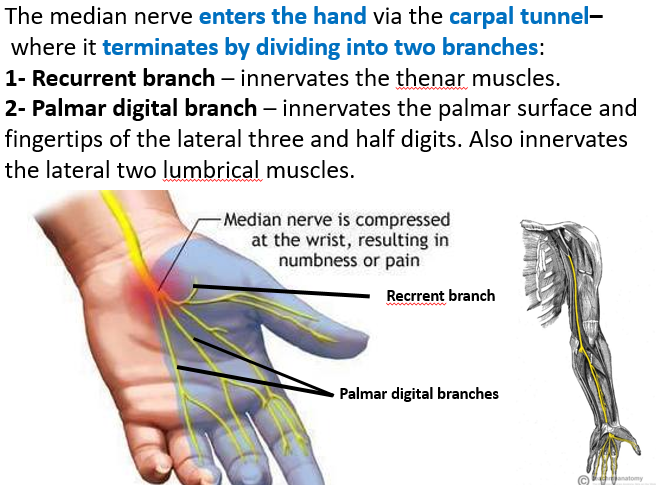 The median nerve enters the hand via the carpal tunnel–
where it terminates by dividing into two branches:
1- Recurrent branch – innervates the thenar muscles.
2- Palmar digital branch – innervates the palmar surface and
fingertips of the lateral three and half digits. Also innervates
the lateral two lumbrical muscles.
Median nerve is compressed
at the wrist, resulting in
numbness or pain
Recrrent branch
Palmar digital branches
©